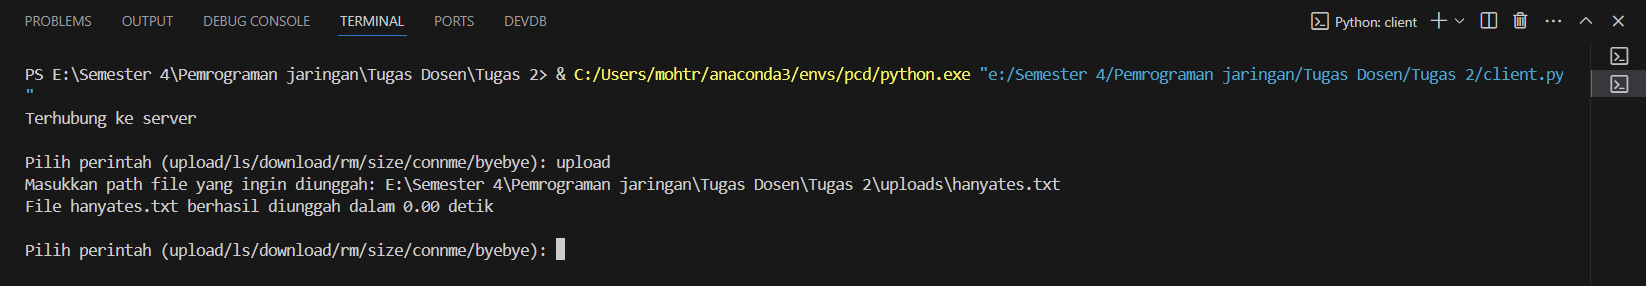 PROBLEMS OUTPUT DEBUG CONSOLE TERMINAL PORTS DEVDB Python: client
PS E:\Semester 4\Pemrograman jaringan\Tugas Dosen\Tugas 2> & C:/Users/mohtr/anaconda3/envs/pcd/python.exe "e:/Semester 4/Pemrograman jaringan/Tugas Dosen/Tugas 2/client.py
"
Terhubung ke server
Pilih perintah (upload/ls/download/rm/size/connme/byebye): upload
Masukkan path file yang ingin diunggah: E:\Semester 4\Pemrograman jaringan\Tugas Dosen\Tugas 2\uploads\hanyates.txt
File hanyates.txt berhasil diunggah dalam 0.00 detik
Pilih perintah (upload/ls/download/rm/size/connme/byebye):